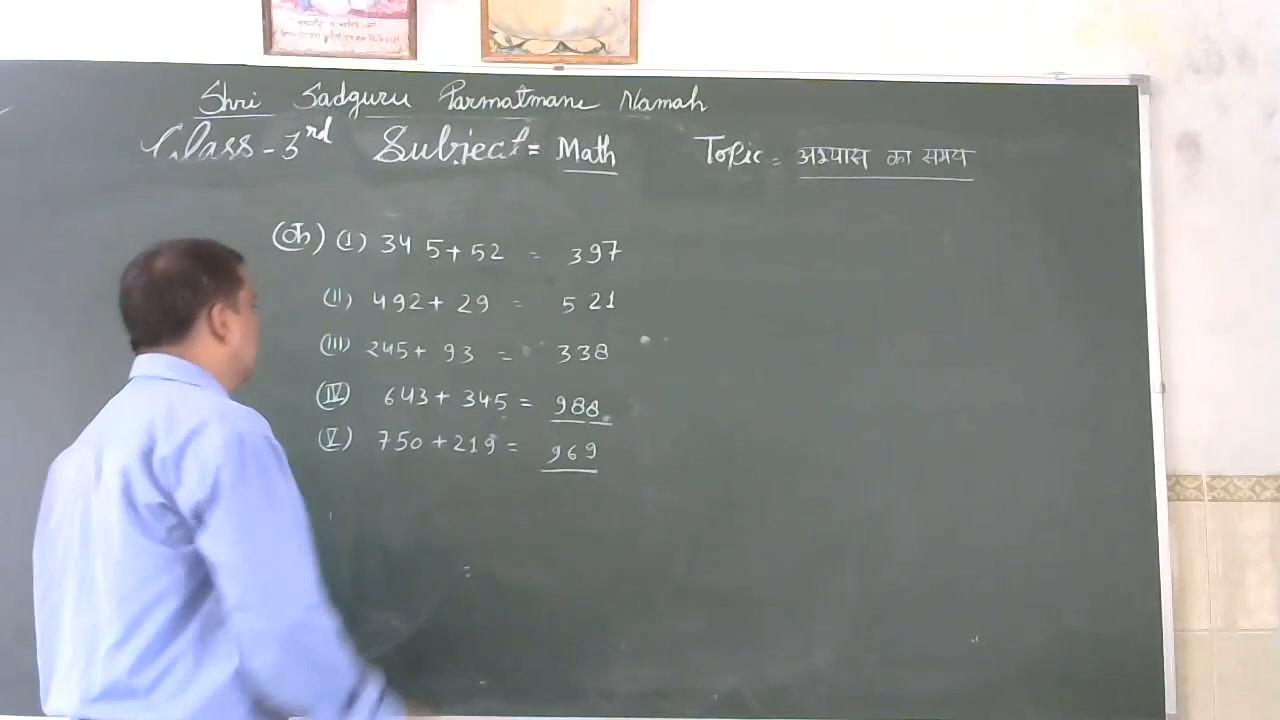 Shri Sadguru Parmatmane Namah
Class - 3rd Subject = Math Topic = अभ्यास का समय
(क) (I) 345 + 52 = 397
(II) 492 + 29 = 521
(III) 245 + 93 = 338
(IV) 643 + 345 = 988
(V) 750 + 219 = 969